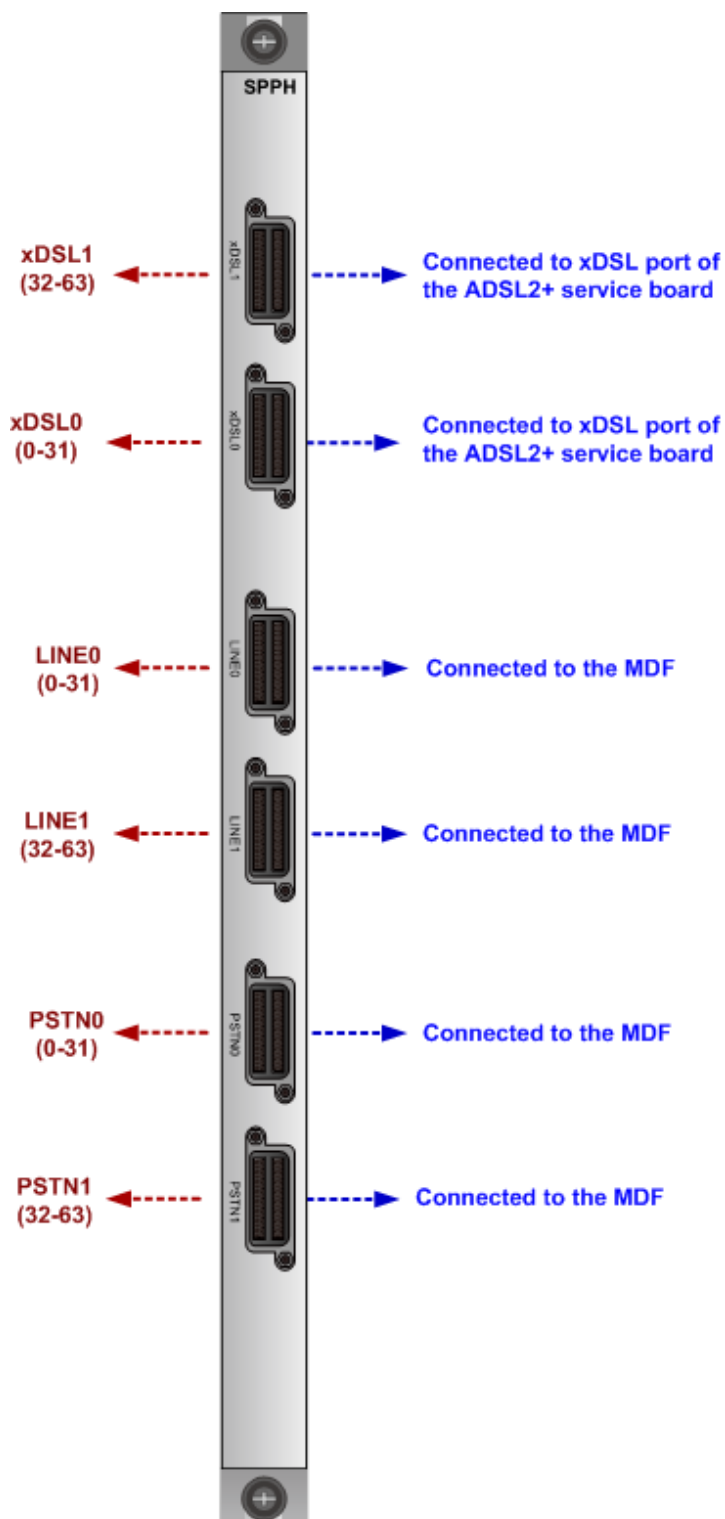 SPPH
xDSL1
(32-63)
xDSL1
Connected to xDSL port of
the ADSL2+ service board
xDSL0
(0-31)
xDSL0
Connected to xDSL port of
the ADSL2+ service board
LINE0
(0-31)
LINE0
Connected to the MDF
LINE1
(32-63)
LINE1
Connected to the MDF
PSTN0
(0-31)
PSTN0
Connected to the MDF
PSTN1
(32-63)
PSTN1
Connected to the MDF